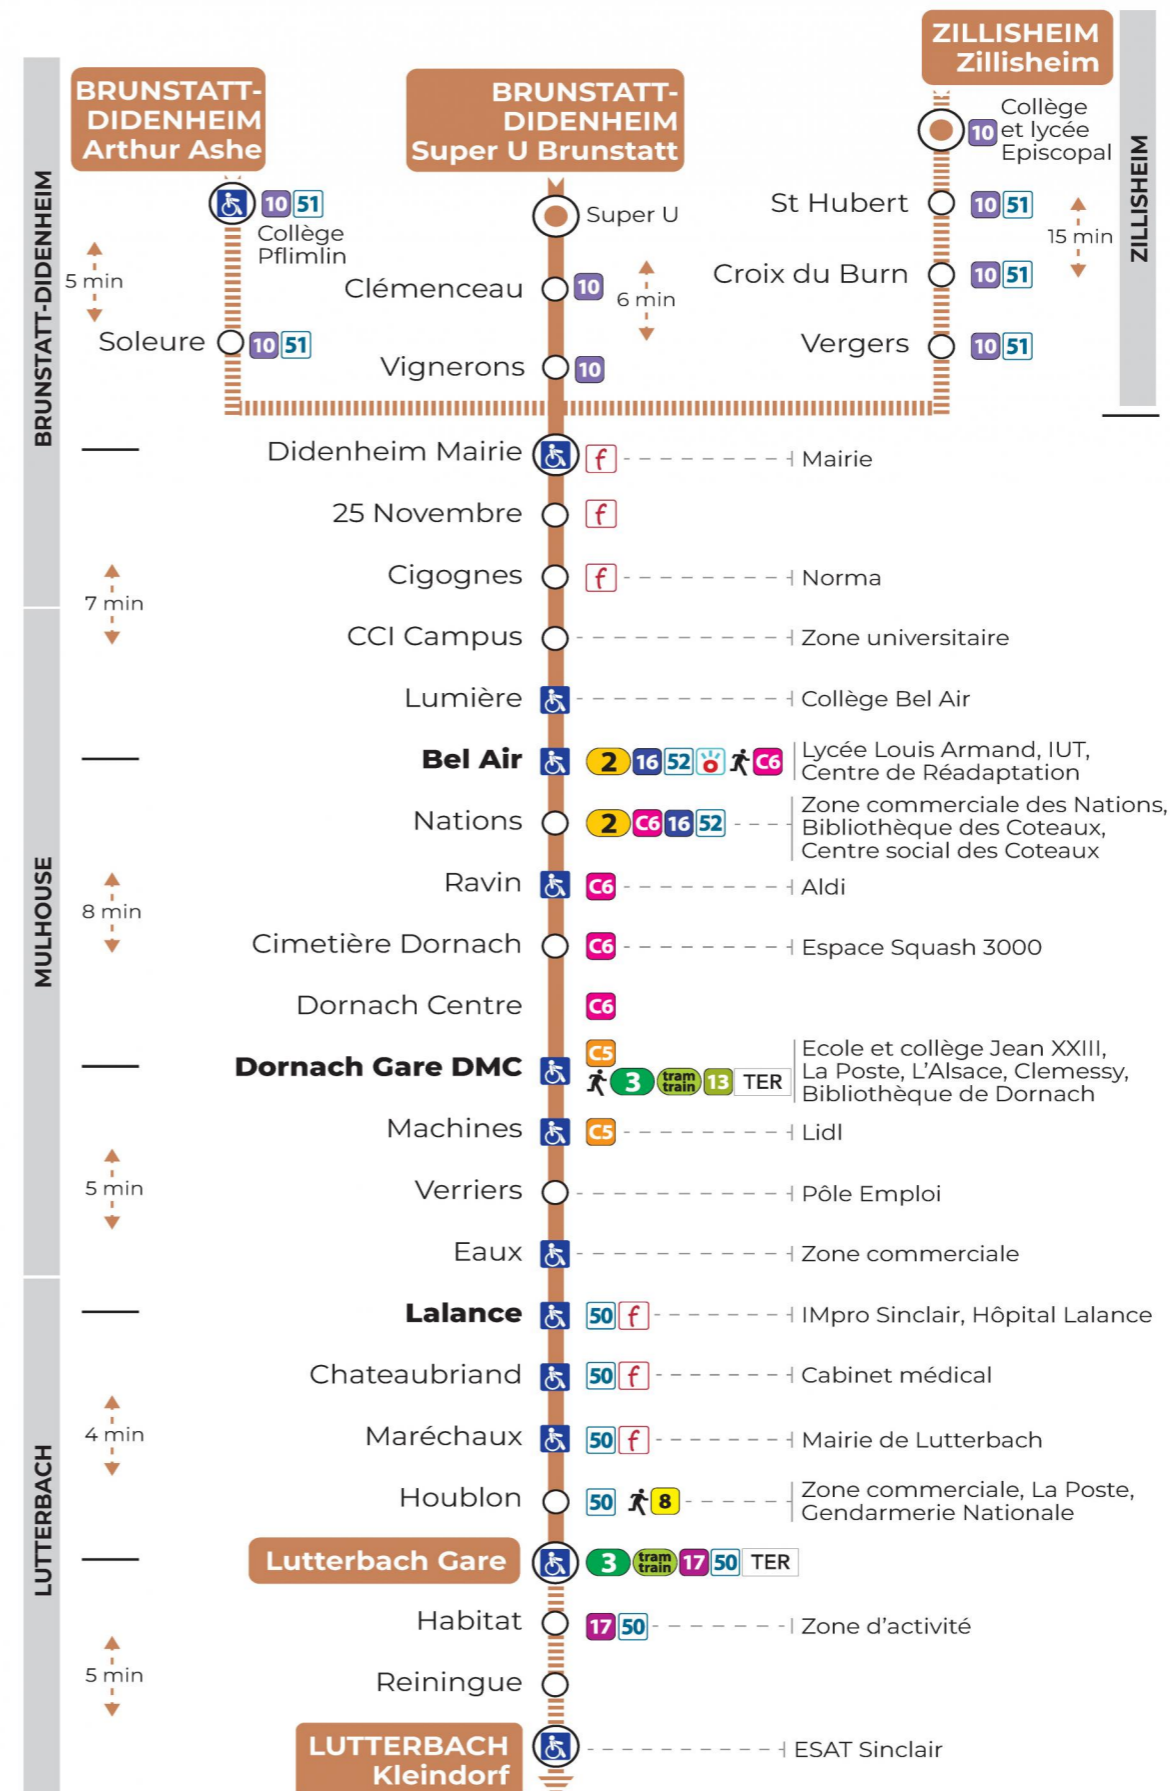 ZILLISHEIM
Zillisheim
BRUNSTATT-
DIDENHEIM
Arthur Ashe
BRUNSTATT-
DIDENHEIM
Super U Brunstatt
BRUNSTATT-DIDENHEIM
ZILLISHEIM
10 Collège
et lycée
Episcopal
10 51
Collège
Pflimlin
Super U
St Hubert 10 51
15 min
5 min
Clémenceau 10
6 min
Croix du Burn 10 51
Soleure 10 51
Vignerons 10
Vergers 10 51
Didenheim Mairie f Mairie
25 Novembre f
Cigognes f Norma
7 min
CCI Campus Zone universitaire
Lumière Collège Bel Air
MULHOUSE
Bel Air 2 16 52 C6 Lycée Louis Armand, IUT,
Centre de Réadaptation
Nations 2 C6 16 52 Zone commerciale des Nations,
Bibliothèque des Coteaux,
Centre social des Coteaux
Ravin C6 Aldi
8 min
Cimetière Dornach C6 Espace Squash 3000
Dornach Centre C6
Dornach Gare DMC C5
3 tram train 13 TER
Ecole et collège Jean XXIII,
La Poste, L'Alsace, Clemessy,
Bibliothèque de Dornach
Machines C5 Lidl
5 min
Verriers Pôle Emploi
Eaux Zone commerciale
LUTTERBACH
Lalance 50 f IMpro Sinclair, Hôpital Lalance
Chateaubriand 50 f Cabinet médical
4 min
Maréchaux 50 f Mairie de Lutterbach
Houblon 50 8 Zone commerciale, La Poste,
Gendarmerie Nationale
Lutterbach Gare 3 tram train 17 50 TER
Habitat 17 50 Zone d'activité
5 min
Reiningue
LUTTERBACH
Kleindorf
ESAT Sinclair